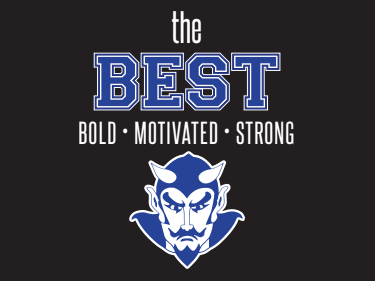 the
BEST
BOLD • MOTIVATED • STRONG